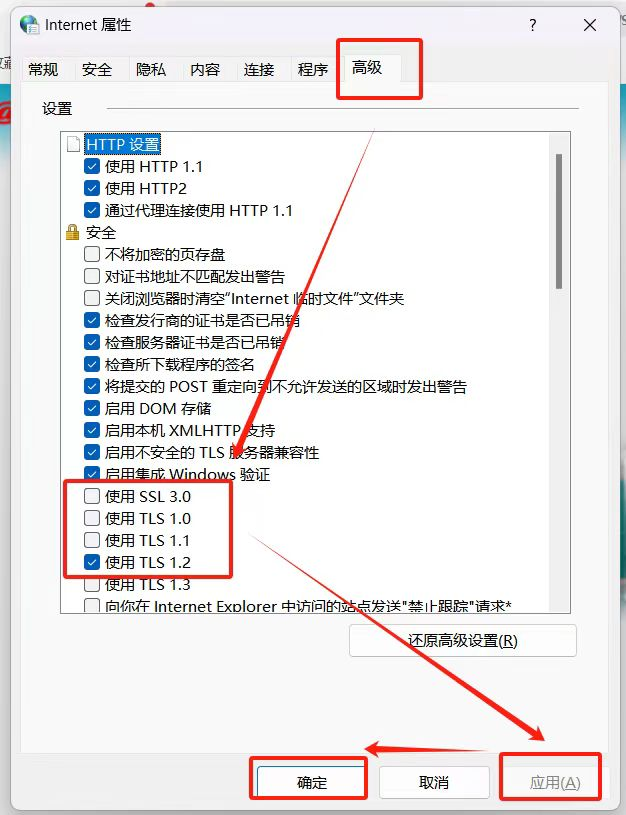 Internet 属性
?
常规 安全 隐私 内容 连接 程序 高级
设置
HTTP 设置
使用 HTTP 1.1
使用 HTTP2
通过代理连接使用 HTTP 1.1
安全
不将加密的页存盘
对证书地址不匹配发出警告
关闭浏览器时清空"Internet 临时文件"文件夹
检查发行商的证书是否已吊销
检查服务器证书是否已吊销
检查所下载程序的签名
将提交的 POST 重定向到不允许发送的区域时发出警告
启用 DOM 存储
启用本机 XMLHTTP 支持
启用不安全的 TLS 服务器兼容性
启用集成 Windows 验证
使用 SSL 3.0
使用 TLS 1.0
使用 TLS 1.1
使用 TLS 1.2
使用 TLS 1.3
向你在 Internet Explorer 中访问的站点发送"禁止跟踪"请求*
还原高级设置(R)
确定 取消 应用(A)